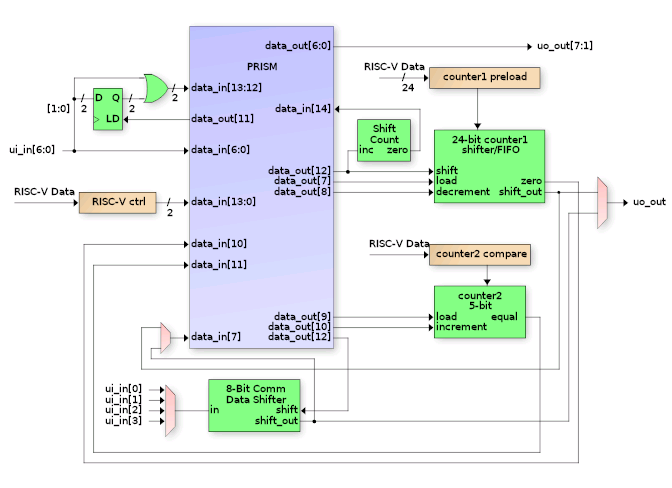 data_out[6:0]
uo_out[7:1]
PRISM
RISC-V Data
24
counter1 preload
D Q
2
2
2
data_in[13:12]
[1:0]
LD
data_out[11]
data_in[14]
Shift
Count
inc zero
24-bit counter1
shifter/FIFO
ui_in[6:0]
data_in[6:0]
data_out[12]
shift
data_out[7]
load
zero
data_out[8]
decrement
shift_out
RISC-V Data
RISC-V ctrl
2
data_in[13:0]
uo_out
data_in[10]
RISC-V Data
counter2 compare
data_in[11]
counter2
5-bit
data_out[9]
load
equal
data_out[10]
increment
data_in[7]
data_out[12]
ui_in[0]
ui_in[1]
ui_in[2]
ui_in[3]
8-Bit Comm
Data Shifter
in
shift
shift_out